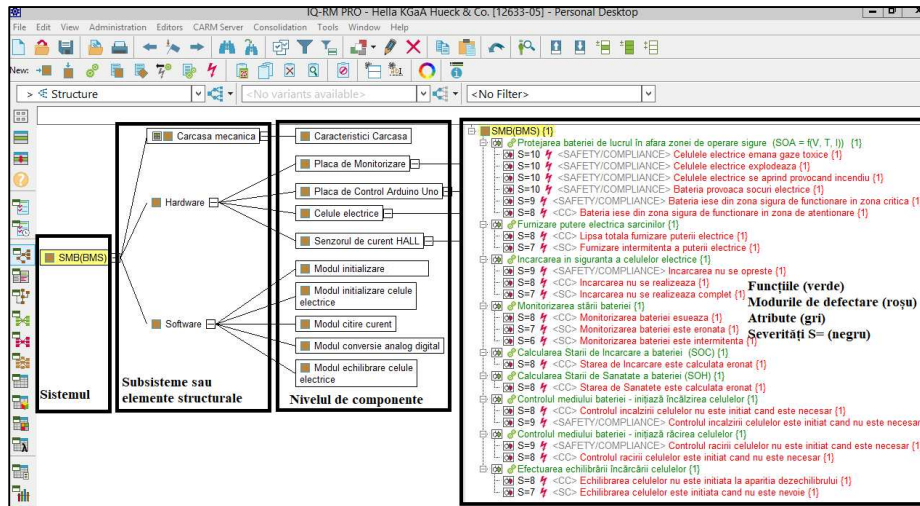 IQ-RM PRO - Hella KGaA Hueck & Co. [12633-05] - Personal Desktop
File Edit View Administration Editors CARM Server Consolidation Tools Window Help
New:
> Structure <No variants available> <No Filter>
SMB(BMS)
Sistemul
Carcasa mecanica
Hardware
Software
Subsisteme sau
elemente structurale
Caracteristici Carcasa
Placa de Monitorizare
Placa de Control Arduino Uno
Celule electrice
Senzorul de curent HALL
Modul initializare
Modul initializare celule
electrice
Modul citire curent
Modul conversie analog digital
Modul echilibrare celule
electrice
Nivelul de componente
SMB(BMS) {1}
Protejarea bateriei de lucrul în afara zonei de operare sigure (SOA = f(V, T, I)) {1}
S=10 <SAFETY/COMPLIANCE> Celulele electrice emana gaze toxice {1}
S=10 <SAFETY/COMPLIANCE> Celulele electrice explodeaza {1}
S=10 <SAFETY/COMPLIANCE> Celulele electrice se aprind provocand incendiu {1}
S=10 <SAFETY/COMPLIANCE> Bateria provoaca socuri electrice {1}
S=9 <SAFETY/COMPLIANCE> Bateria iese din zona sigura de functionare in zona critica {1}
S=8 <CC> Bateria iese din zona sigura de functionare in zona de atentionare {1}
Furnizare putere electrica sarcinilor {1}
S=8 <CC> Lipsa totala furnizare puterii electrice {1}
S=7 <SC> Furnizare intermitenta a puterii electrice {1}
Incarcarea in siguranta a celulelor electrice {1}
S=9 <SAFETY/COMPLIANCE> Incarcarea nu se opreste {1}
S=8 <CC> Incarcarea nu se realizeaza {1}
S=7 <SC> Incarcarea nu se realizeaza complet {1}
Monitorizarea stării bateriei {1}
S=8 <CC> Monitorizarea bateriei esueaza {1}
S=7 <SC> Monitorizarea bateriei este eronata {1}
S=6 <SC> Monitorizarea bateriei este intermitenta {1}
Calcularea Starii de Incarcare a bateriei (SOC) {1}
S=8 <CC> Starea de Incarcare este calculata eronat {1}
Calcularea Starii de Sanatate a bateriei (SOH) {1}
S=8 <CC> Starea de Sanatete este calculata eronat {1}
Controlul mediului bateriei - inițiază încălzirea celulelor {1}
S=8 <CC> Controlul incalzirii celulelor nu este initiat cand este necesar {1}
S=9 <SAFETY/COMPLIANCE> Controlul incalzirii celulelor este initiat cand nu este necesar
Controlul mediului bateriei - inițiază răcirea celulelor {1}
S=9 <SAFETY/COMPLIANCE> Controlul racirii celulelor nu este initiat cand este necesar
S=8 <CC> Controlul racirii celulelor este initiat cand nu este necesar {1}
Efectuarea echilibrării încărcării celulelor {1}
S=8 <CC> Echilibrarea celulelor nu este initiata la aparitia dezechilibrului {1}
S=7 <SC> Echilibrarea celulelor este initiata cand nu este nevoie {1}
Funcțiile (verde)
Modurile de defectare (roșu)
Atribute (gri)
Severități S= (negru)